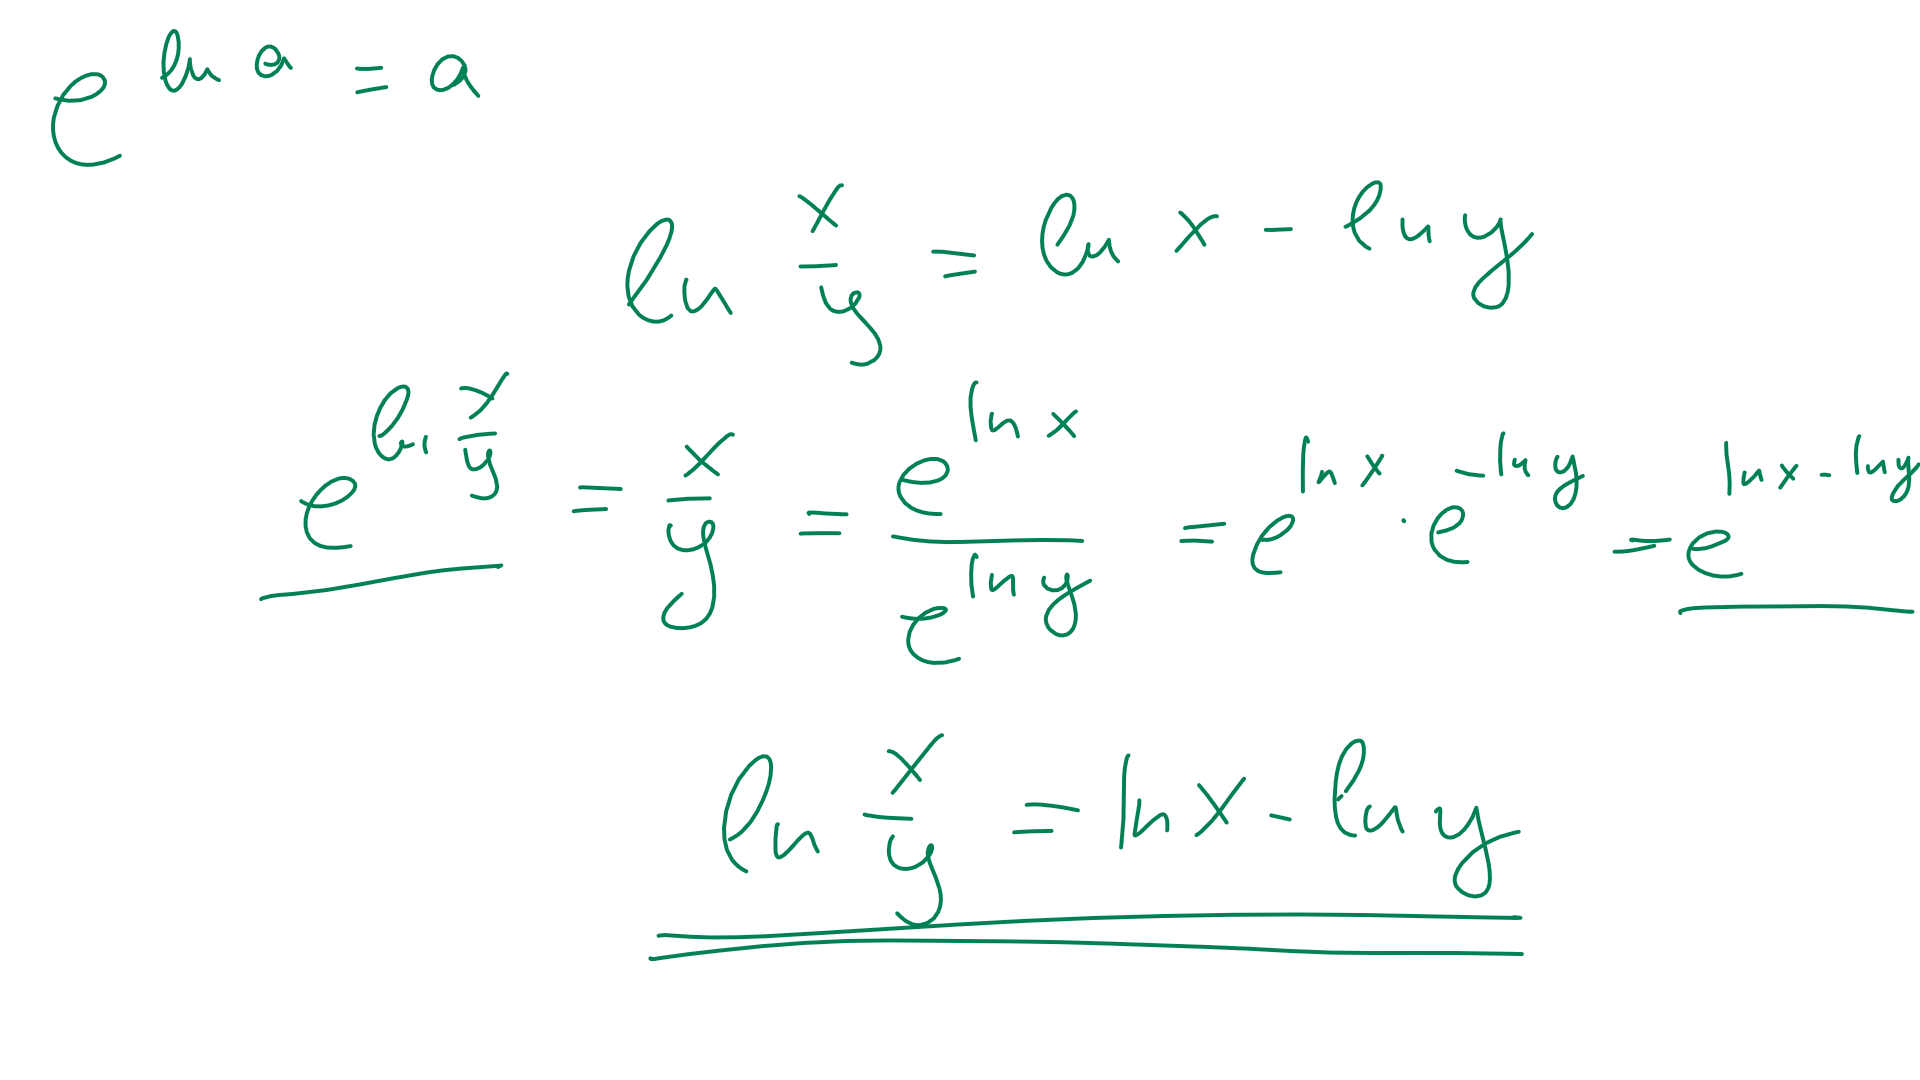 e^{ln a} = a
ln \frac{x}{y} = ln x - ln y
e^{ln \frac{x}{y}} = \frac{x}{y} = \frac{e^{ln x}}{e^{ln y}} = e^{ln x} · e^{-ln y} = e^{ln x - ln y}
ln \frac{x}{y} = ln x - ln y